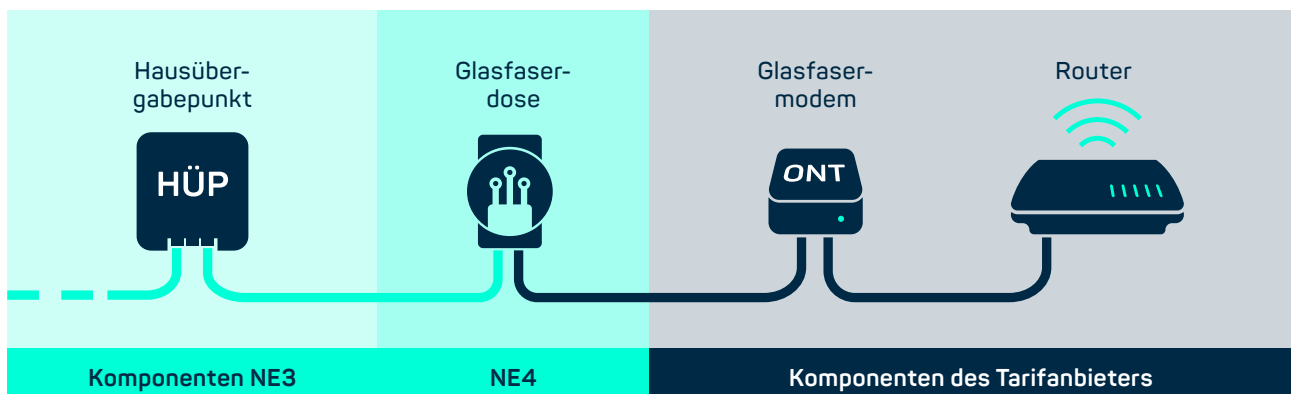 Hausüber-
gabepunkt
Glasfaser-
dose
Glasfaser-
modem
Router
HÜP
ONT
Komponenten NE3
NE4
Komponenten des Tarifanbieters